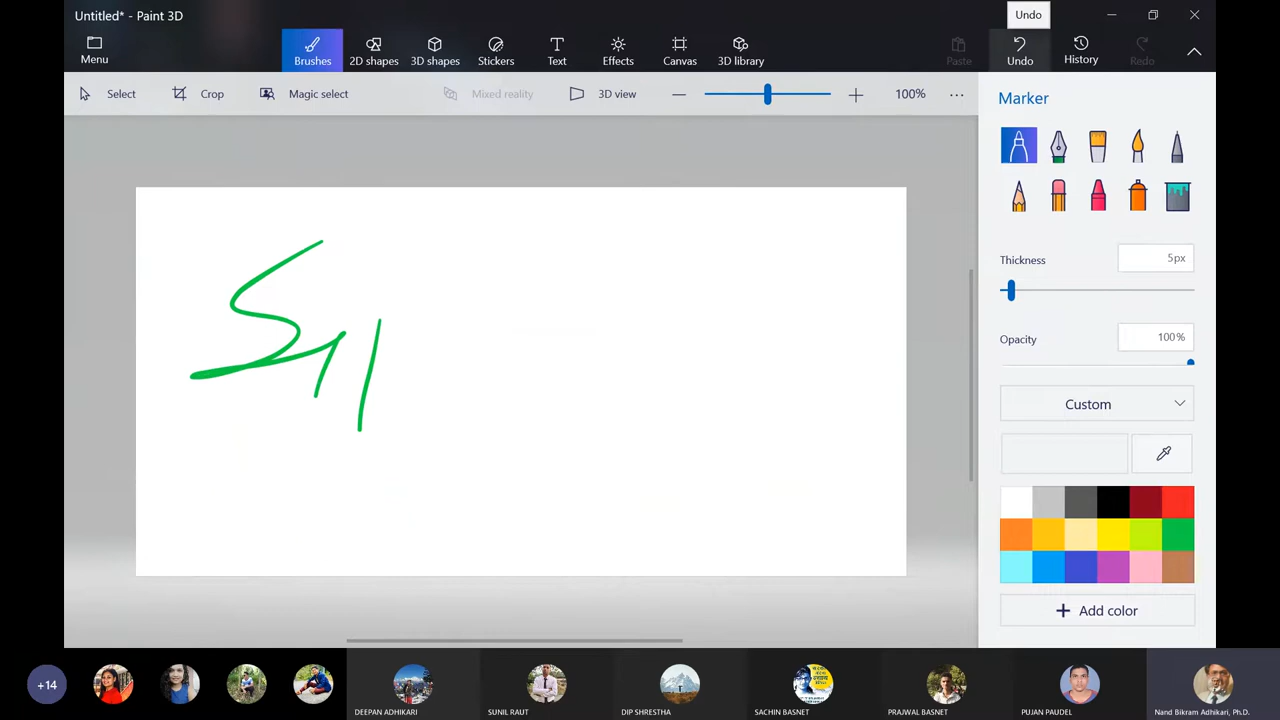 Untitled* - Paint 3D
Undo
Menu
Brushes
2D shapes
3D shapes
Stickers
Text
Effects
Canvas
3D library
Paste
Undo
History
Redo
Select
Crop
Magic select
Mixed reality
3D view
100%
Marker
Thickness
5px
Opacity
100%
Custom
Add color
+14
DEEPAN ADHIKARI
SUNIL RAUT
DIP SHRESTHA
SACHIN BASNET
PRAJWAL BASNET
PUJAN PAUDEL
Nand Bikram Adhikari, Ph.D.